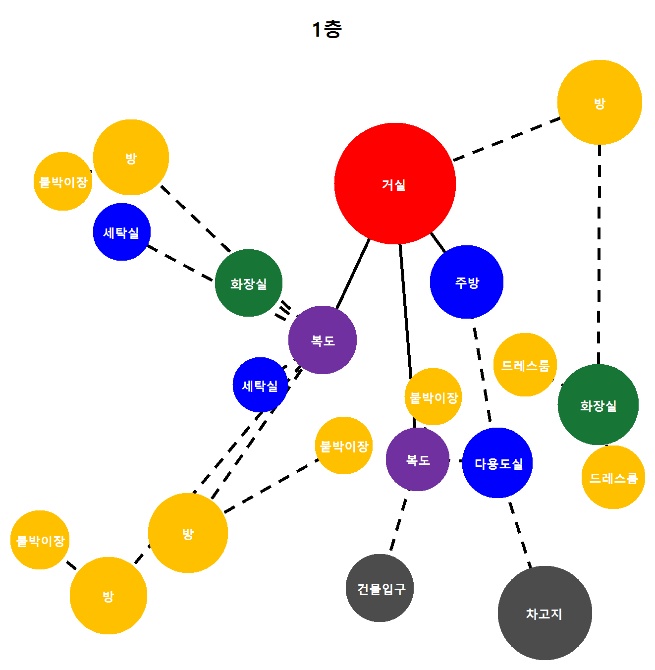 1층
방
방
붙박이장
거실
세탁실
화장실
주방
복도
드레스룸
세탁실
붙박이장
화장실
붙박이장
복도
다용도실
드레스룸
방
붙박이장
방
건물입구
차고지